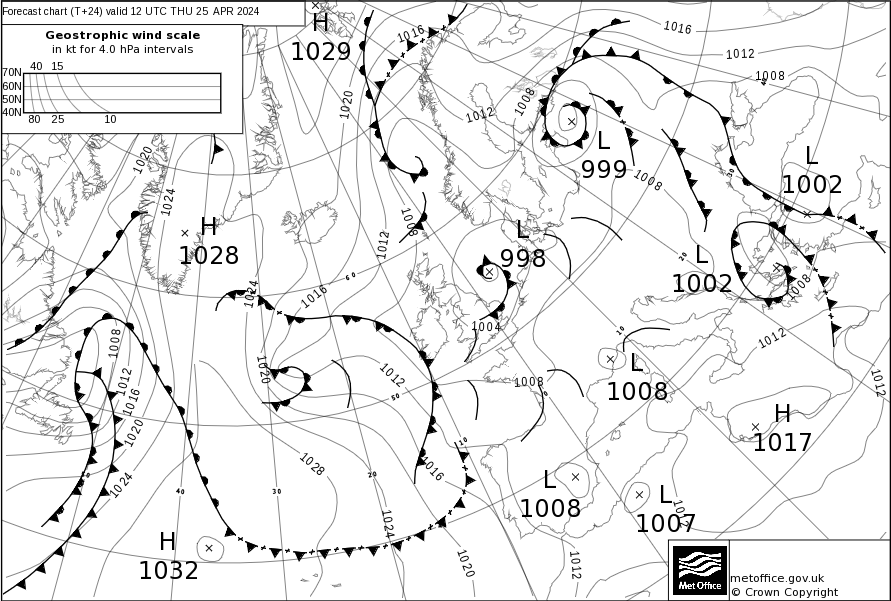 Forecast chart (T+24) valid 12 UTC THU 25 APR 2024
Geostrophic wind scale
in kt for 4.0 hPa intervals
40 15
70N
60N
50N
40N
80 25 10
H
1029
1016
1016
1012
1008
1020
1012
1008
L
999
1008
L
1002
1020
1024
H
1028
1008
1012
L
998
L
1002
1008
60
20
30
1024
1016
1004
10
1012
1008
1012
1016
1020
1024
1020
1012
50
1008
L
1008
1012
H
1017
1028
1016
20
30
40
10
L
1008
L
1007
1012
1024
1020
1012
H
1032
Met Office
metoffice.gov.uk
© Crown Copyright